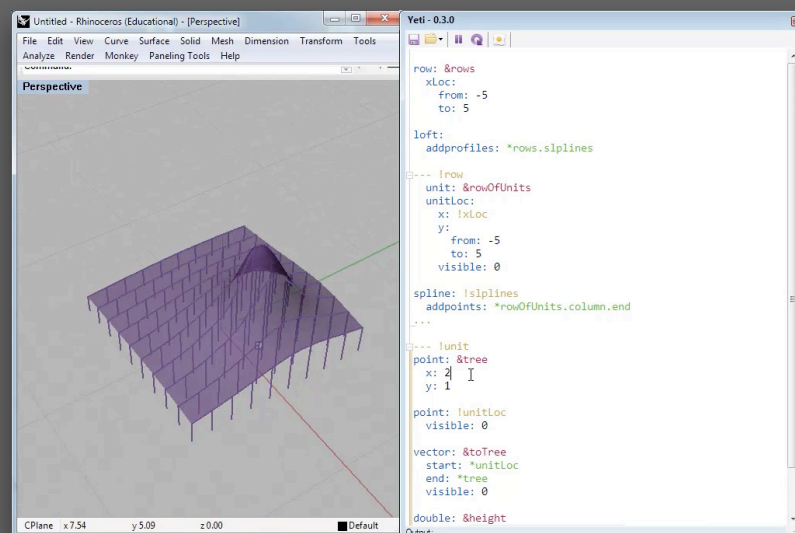 Untitled - Rhinoceros (Educational) - [Perspective]
File Edit View Curve Surface Solid Mesh Dimension Transform Tools
Analyze Render Monkey Paneling Tools Help
Command:
Perspective
CPlane x 7.54 y 5.09 z 0.00 Default
Yeti - 0.3.0
row: &rows
xLoc:
from: -5
to: 5
loft:
addprofiles: *rows.slplines
--- !row
unit: &rowOfUnits
unitLoc:
x: !xLoc
y:
from: -5
to: 5
visible: 0
spline: !slplines
addpoints: *rowOfUnits.column.end
...
--- !unit
point: &tree
x: 2
y: 1
point: !unitLoc
visible: 0
vector: &toTree
start: *unitLoc
end: *tree
visible: 0
double: &height
Output: